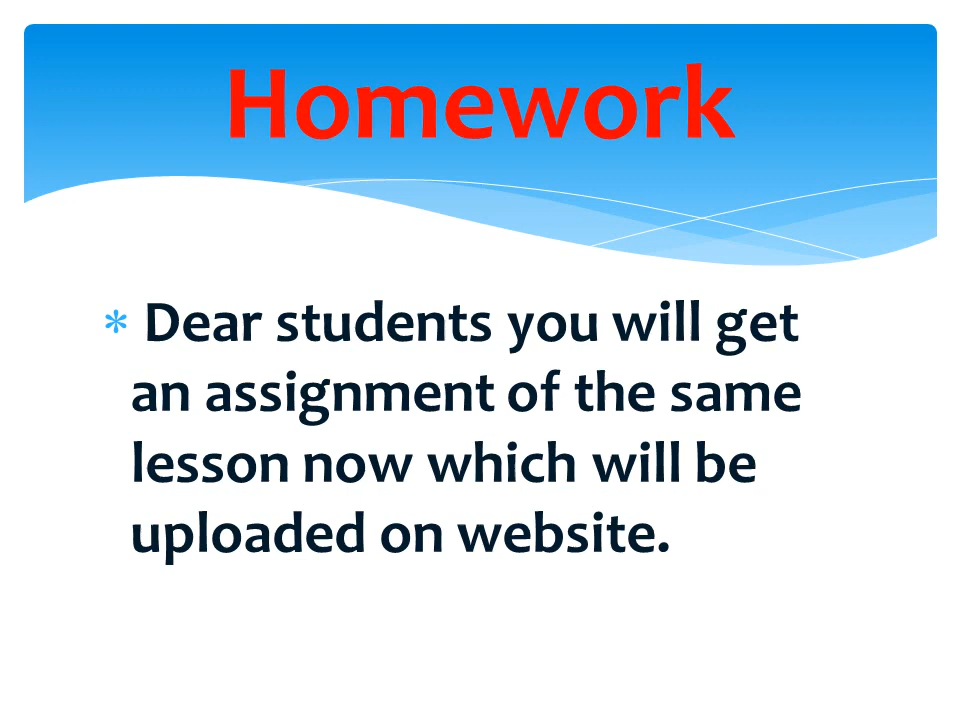 Homework
* Dear students you will get
an assignment of the same
lesson now which will be
uploaded on website.